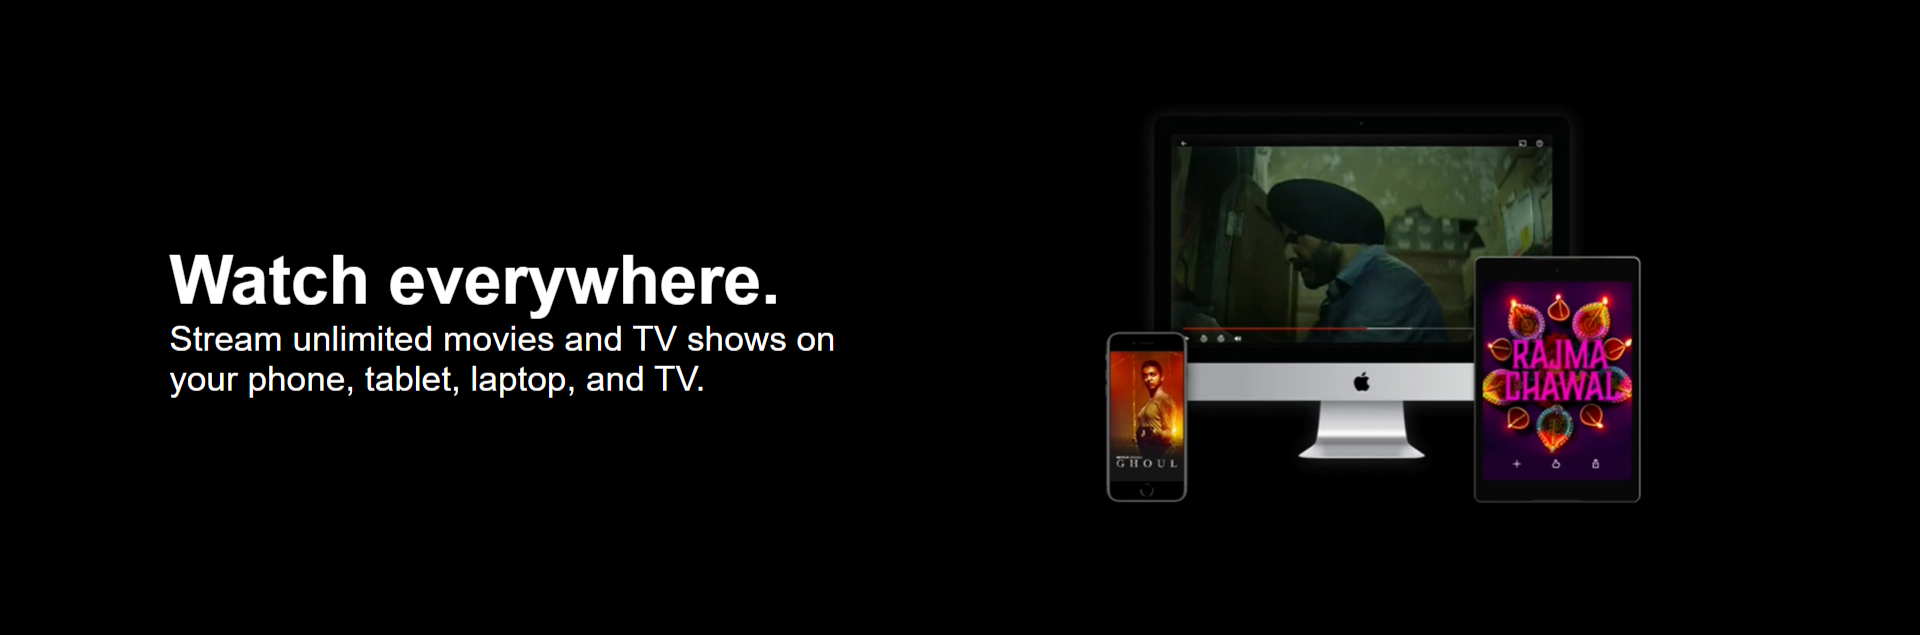 Watch everywhere.
Stream unlimited movies and TV shows on
your phone, tablet, laptop, and TV.
GHOUL
RAJMA
CHAWAL